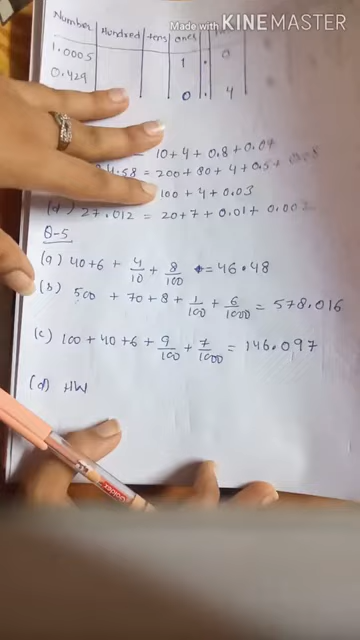 Made with KINEMASTER
Number Hundred tens ones
1.0005 1 . 0
0.429 0 . 4
10+4+0.8+0.07
.58 = 200+80+4+0.5+0.08
100+4+0.03
(d) 27.012 = 20+7+0.01+0.002
Q-5
(a) 40+6+ 4/10 + 8/100 = 46.48
(b) 500 + 70+8+ 1/100 + 6/1000 = 578.016
(c) 100+40+6+ 9/100 + 7/1000 = 146.097
(d) HW